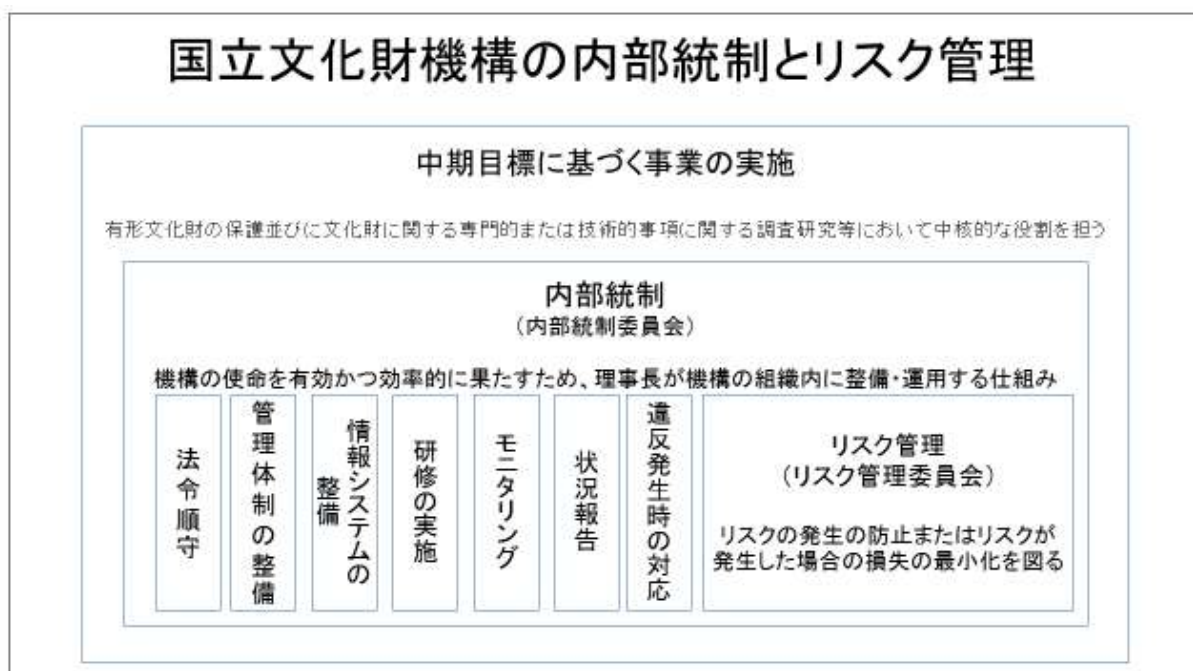 国立文化財機構の内部統制とリスク管理
中期目標に基づく事業の実施
有形文化財の保護並びに文化財に関する専門的または技術的事項に関する調査研究等において中核的な役割を担う
内部統制
（内部統制委員会）
機構の使命を有効かつ効率的に果たすため、理事長が機構の組織内に整備・運用する仕組み
法令順守
管理体制の整備
情報システムの
整備
研修の実施
モニタリング
状況報告
違反発生時の対応
リスク管理
（リスク管理委員会）
リスクの発生の防止またはリスクが
発生した場合の損失の最小化を図る